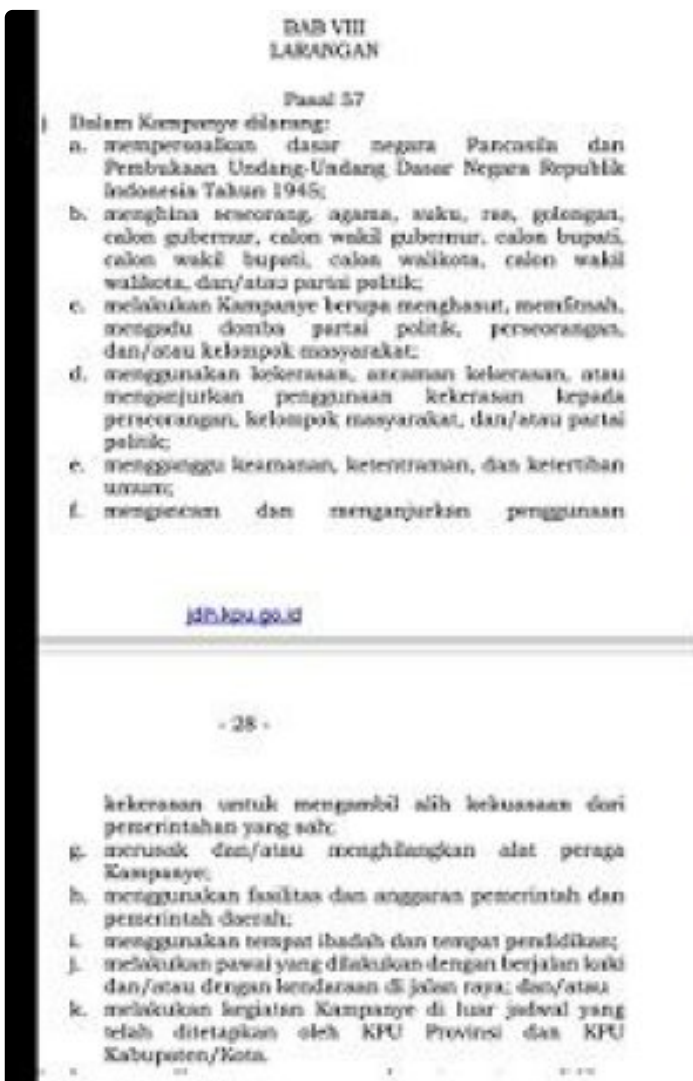 BAB VIII
LARANGAN
Pasal 57
) Dalam Kampanye dilarang:
a. mempersoalkan dasar negara Pancasila dan
Pembukaan Undang-Undang Dasar Negara Republik
Indonesia Tahun 1945;
b. menghina seseorang, agama, suku, ras, golongan,
calon gubernur, calon wakil gubernur, calon bupati,
calon wakil bupati, calon walikota, calon wakil
walikota, dan/atau partai politik;
c. melakukan Kampanye berupa menghasut, memfitnah,
mengadu domba partai politik, perseorangan,
dan/atau kelompok masyarakat;
d. menggunakan kekerasan, ancaman kekerasan, atau
menganjurkan penggunaan kekerasan kepada
perseorangan, kelompok masyarakat, dan/atau partai
politik;
e. mengganggu keamanan, ketentraman, dan ketertiban
umum;
f. mengancam dan menganjurkan penggunaan
jdih.kpu.go.id
- 28 -
kekerasan untuk mengambil alih kekuasaan dari
pemerintahan yang sah;
g. merusak dan/atau menghilangkan alat peraga
Kampanye;
h. menggunakan fasilitas dan anggaran pemerintah dan
pemerintah daerah;
i. menggunakan tempat ibadah dan tempat pendidikan;
j. melakukan pawai yang dilakukan dengan berjalan kaki
dan/atau dengan kendaraan di jalan raya; dan/atau
k. melakukan kegiatan Kampanye di luar jadwal yang
telah ditetapkan oleh KPU Provinsi dan KPU
Kabupaten/Kota.